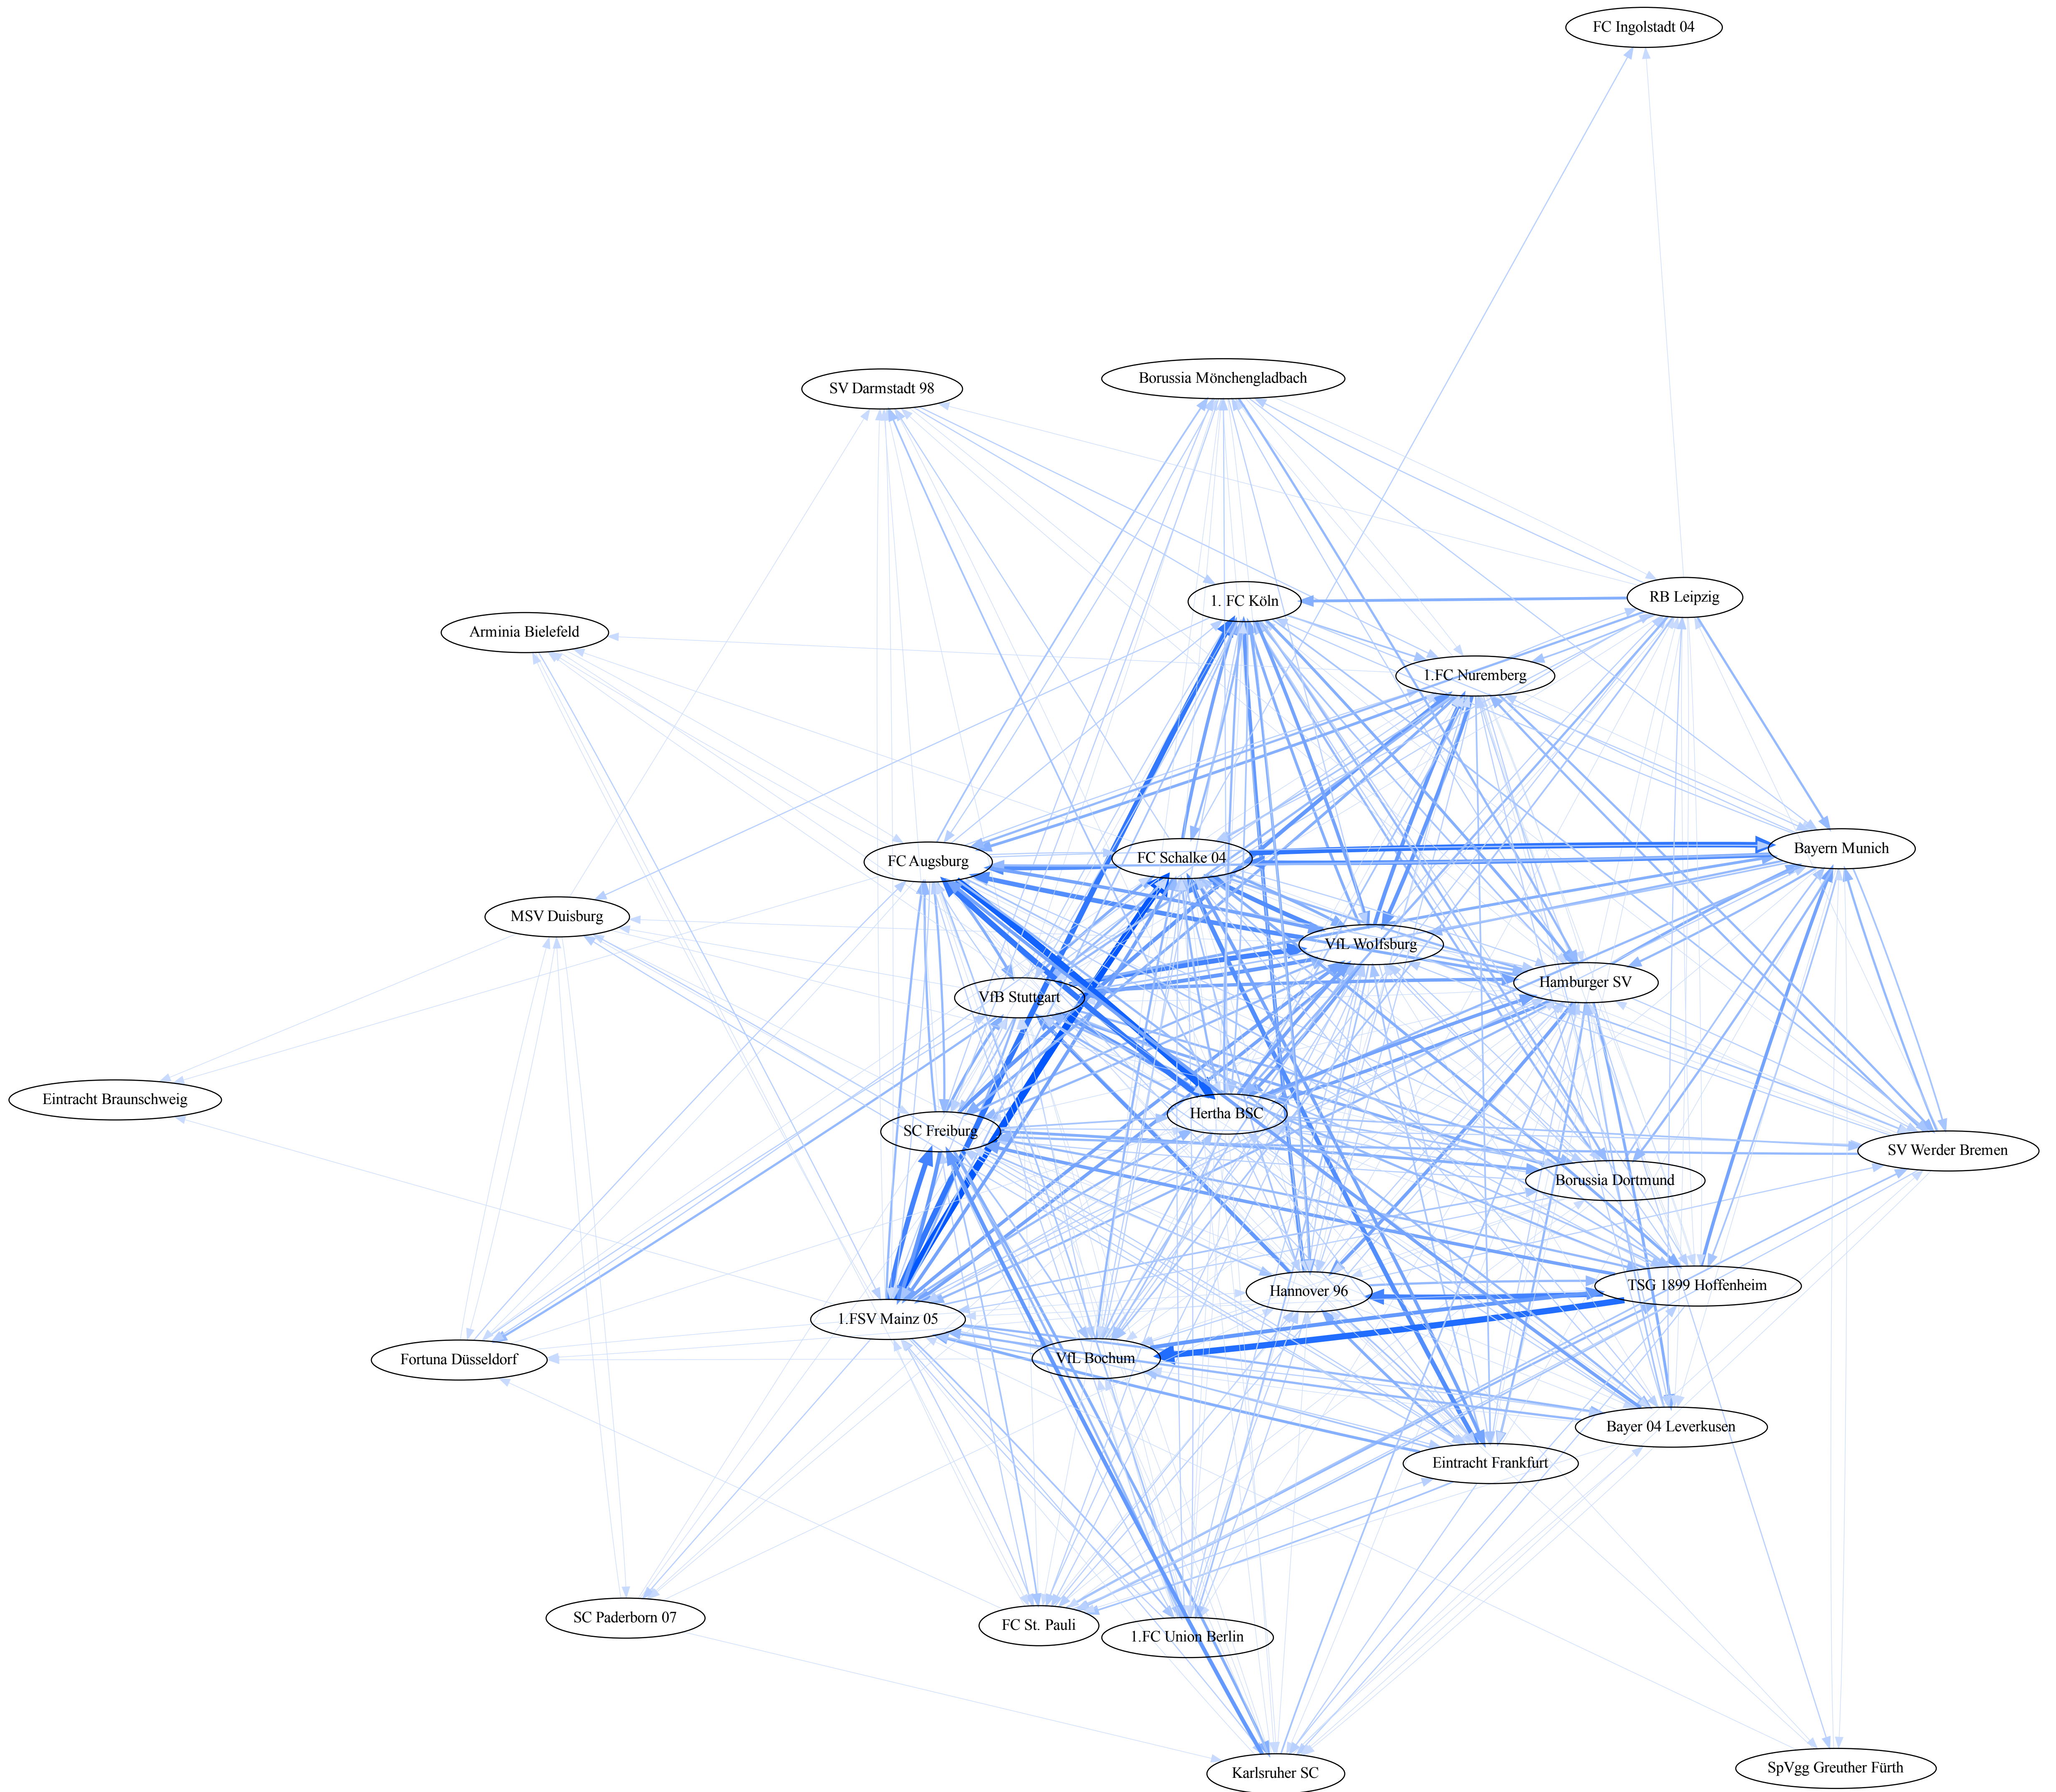 FC Ingolstadt 04
Borussia Mönchengladbach
SV Darmstadt 98
RB Leipzig
1. FC Köln
Arminia Bielefeld
1.FC Nuremberg
Bayern Munich
FC Schalke 04
FC Augsburg
MSV Duisburg
VfL Wolfsburg
Hamburger SV
VfB Stuttgart
Eintracht Braunschweig
Hertha BSC
SC Freiburg
SV Werder Bremen
Borussia Dortmund
TSG 1899 Hoffenheim
Hannover 96
1.FSV Mainz 05
VfL Bochum
Fortuna Düsseldorf
Bayer 04 Leverkusen
Eintracht Frankfurt
SC Paderborn 07
FC St. Pauli
1.FC Union Berlin
SpVgg Greuther Fürth
Karlsruher SC